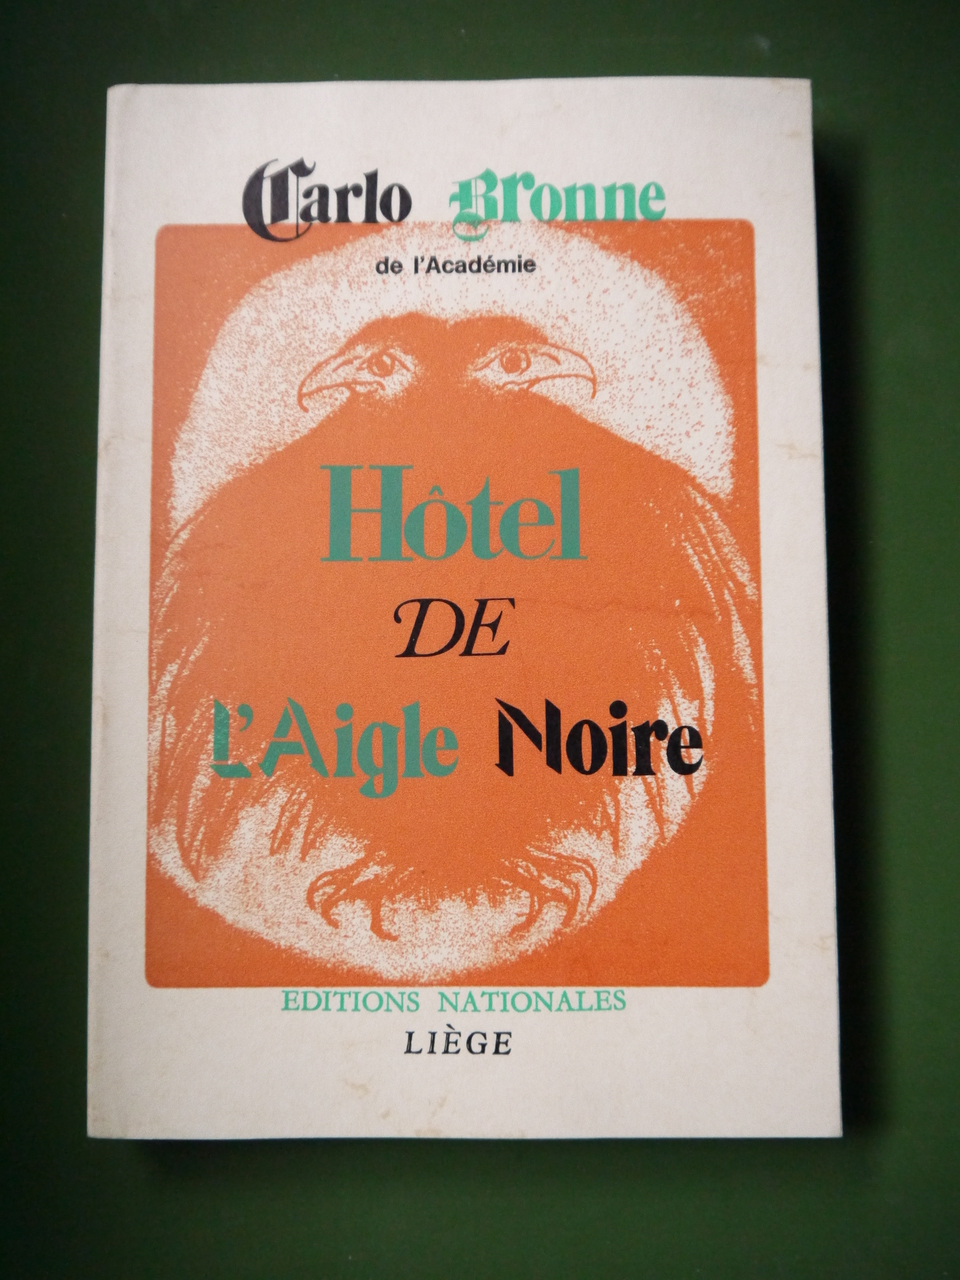 Carlo Bronne
de l'Académie
Hôtel
DE
L'Aigle Noire
EDITIONS NATIONALES
LIÈGE